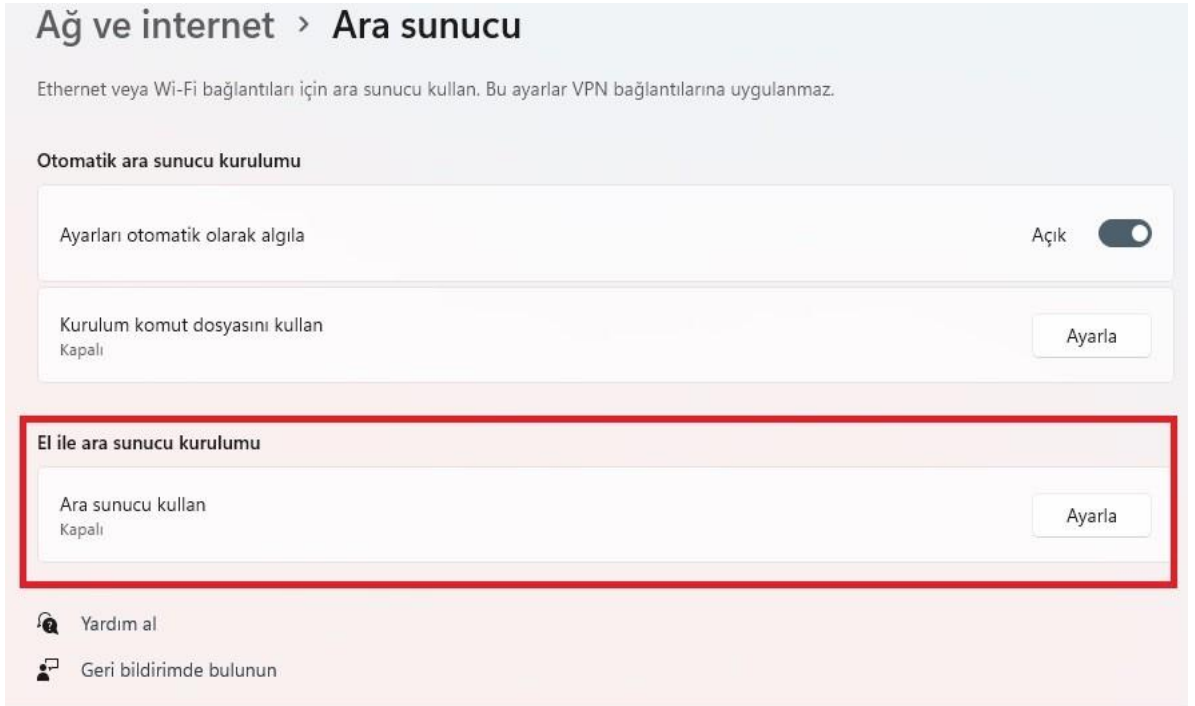 Ağ ve internet > Ara sunucu
Ethernet veya Wi-Fi bağlantıları için ara sunucu kullan. Bu ayarlar VPN bağlantılarına uygulanmaz.
Otomatik ara sunucu kurulumu
Ayarları otomatik olarak algıla Açık
Kurulum komut dosyasını kullan
Kapalı
Ayarla
El ile ara sunucu kurulumu
Ara sunucu kullan
Kapalı
Ayarla
Yardım al
Geri bildirimde bulunun